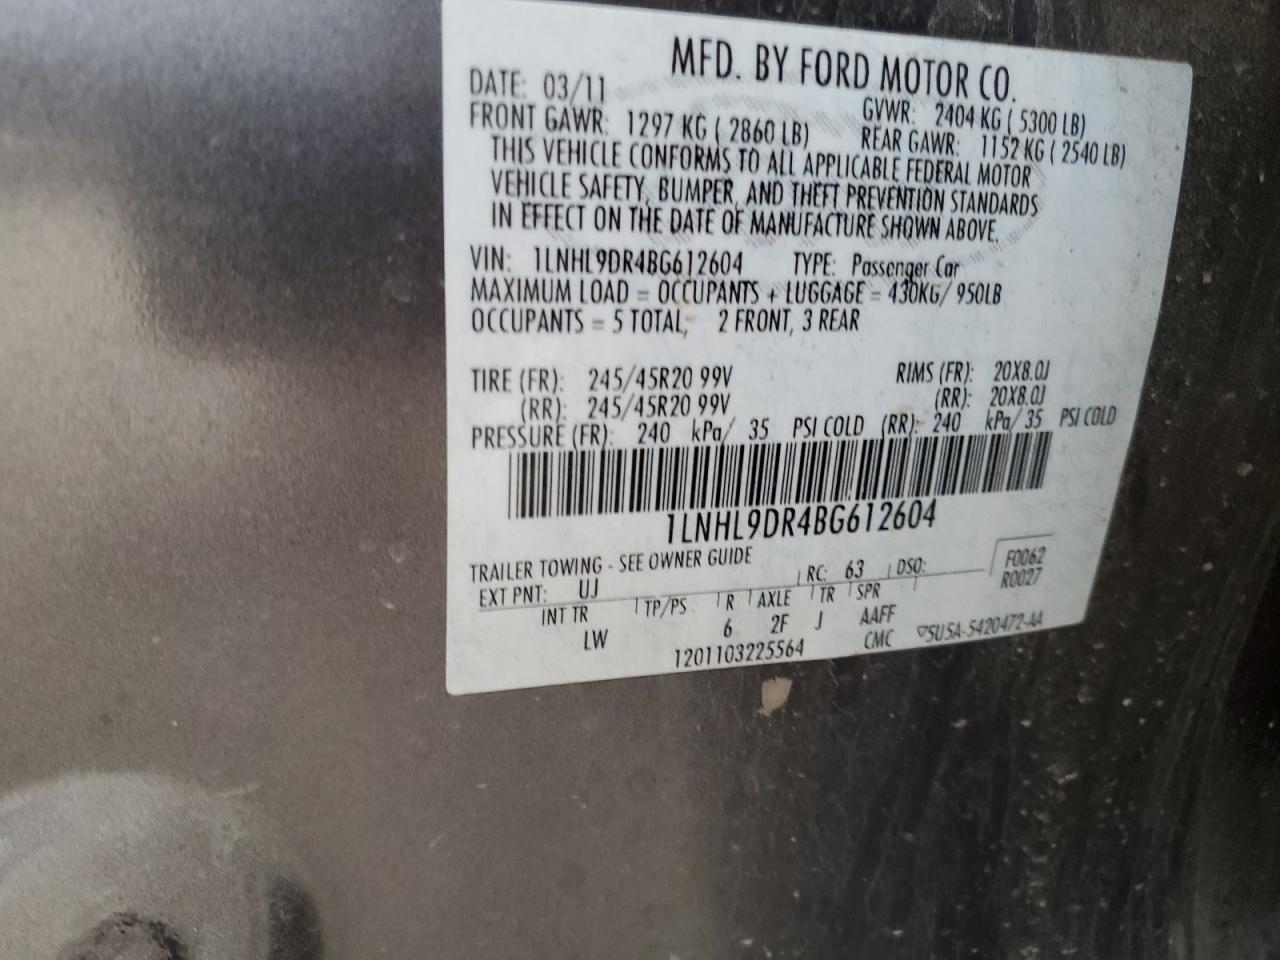 MFD. BY FORD MOTOR CO.
DATE: 03/11 GVWR: 2404 KG ( 5300 LB)
FRONT GAWR: 1297 KG ( 2860 LB) REAR GAWR: 1152 KG ( 2540 LB)
THIS VEHICLE CONFORMS TO ALL APPLICABLE FEDERAL MOTOR
VEHICLE SAFETY, BUMPER, AND THEFT PREVENTION STANDARDS
IN EFFECT ON THE DATE OF MANUFACTURE SHOWN ABOVE.
VIN: 1LNHL9DR4BG612604 TYPE: Passenger Car
MAXIMUM LOAD = OCCUPANTS + LUGGAGE = 430KG/ 950LB
OCCUPANTS = 5 TOTAL, 2 FRONT, 3 REAR
TIRE (FR): 245/45R20 99V RIMS (FR): 20X8.0J
(RR): 245/45R20 99V (RR): 20X8.0J
PRESSURE (FR): 240 kPa/ 35 PSI COLD (RR): 240 kPa/ 35 PSI COLD
1LNHL9DR4BG612604
TRAILER TOWING - SEE OWNER GUIDE
EXT PNT: UJ RC: 63 DSO: F0062
R0027
INT TR TP/PS R AXLE TR SPR
LW 6 2F J AAFF
1201103225564 CMC ▽5U5A-5420472-AA